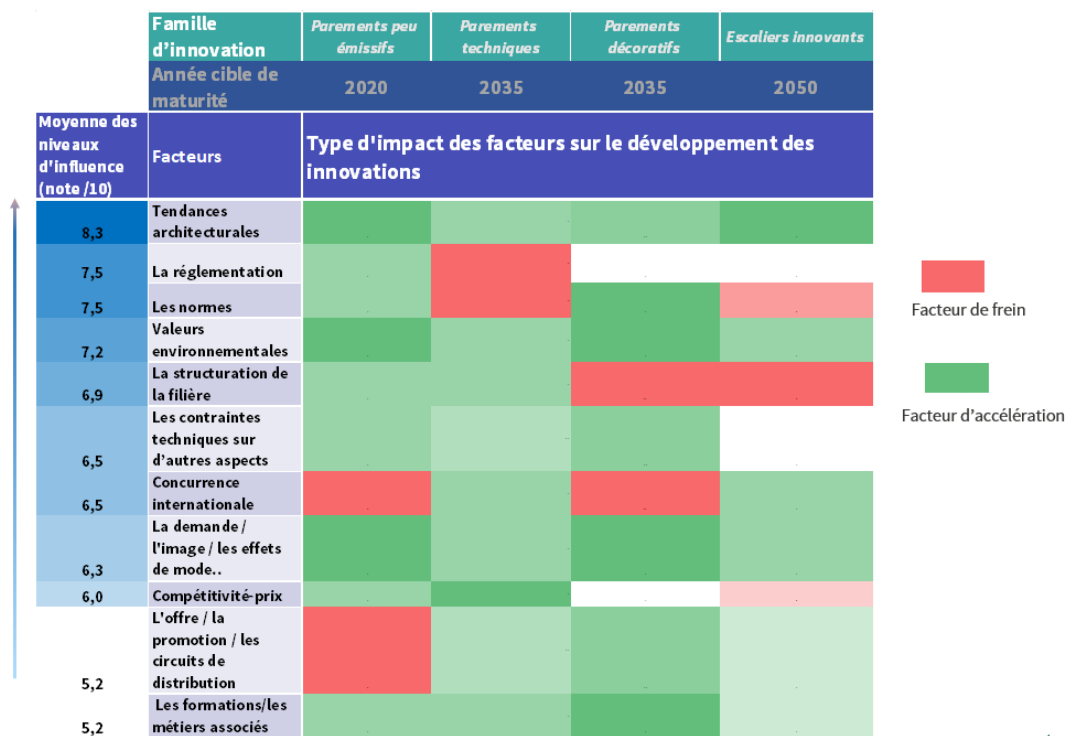 Famille d'innovation
Parements peu émissifs
Parements techniques
Parements décoratifs
Escaliers innovants
Année cible de maturité
2020
2035
2035
2050
Moyenne des niveaux d'influence (note /10)
Facteurs
Type d'impact des facteurs sur le développement des innovations
8,3
Tendances architecturales
7,5
La réglementation
7,5
Les normes
7,2
Valeurs environnementales
6,9
La structuration de la filière
6,5
Les contraintes techniques sur d'autres aspects
6,5
Concurrence internationale
6,3
La demande / l'image / les effets de mode..
6,0
Compétitivité-prix
5,2
L'offre / la promotion / les circuits de distribution
5,2
Les formations/les métiers associés
Facteur de frein
Facteur d'accélération